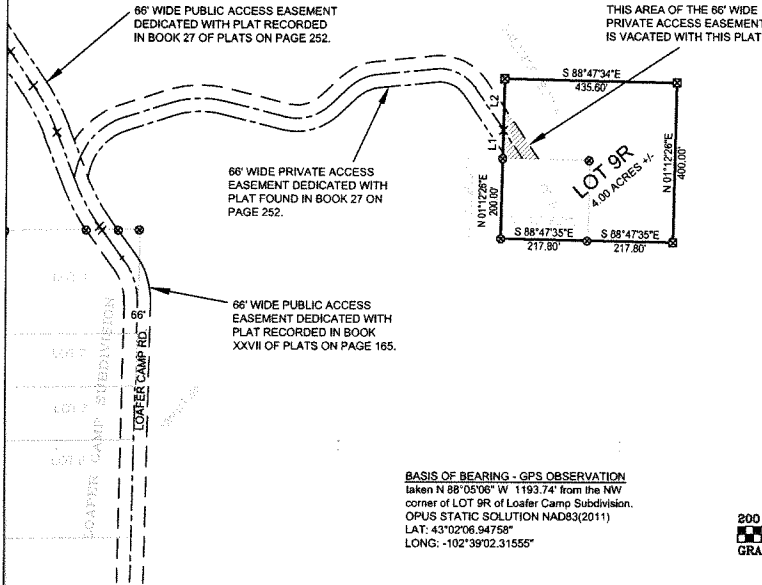 66' WIDE PUBLIC ACCESS EASEMENT
DEDICATED WITH PLAT RECORDED
IN BOOK 27 OF PLATS ON PAGE 252.
THIS AREA OF THE 66' WIDE
PRIVATE ACCESS EASEMENT
IS VACATED WITH THIS PLAT
S 88°47'34"E
435.60'
L2
L1
LOT 9R
4.00 ACRES +/-
N 01°12'26"E
400.00'
N 01°12'26"E
200.00'
S 88°47'35"E
217.80'
S 88°47'35"E
217.80'
66' WIDE PRIVATE ACCESS
EASEMENT DEDICATED WITH
PLAT FOUND IN BOOK 27 ON
PAGE 252.
66' WIDE PUBLIC ACCESS
EASEMENT DEDICATED WITH
PLAT RECORDED IN BOOK
XXVII OF PLATS ON PAGE 165.
66'
LOAFER CAMP RD.
LOAFER CAMP SUBDIVISION
BASIS OF BEARING - GPS OBSERVATION
taken N 88°05'06" W 1193.74' from the NW
corner of LOT 9R of Loafer Camp Subdivision.
OPUS STATIC SOLUTION NAD83(2011)
LAT: 43°02'06.94758"
LONG: -102°39'02.31555"
200
GRA